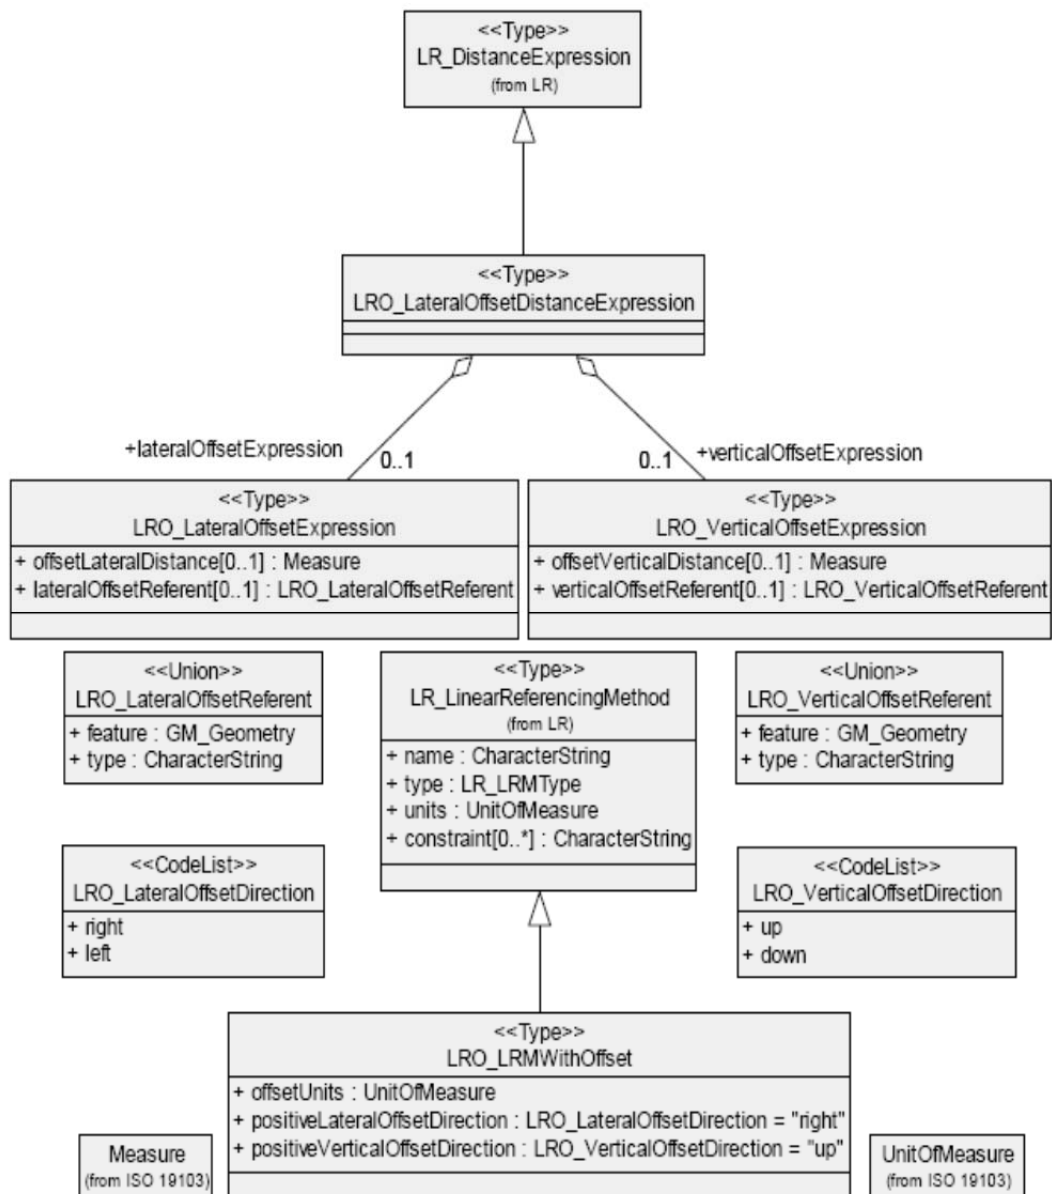 <<Type>>
LR_DistanceExpression
(from LR)
<<Type>>
LRO_LateralOffsetDistanceExpression
+lateralOffsetExpression
0..1
0..1
+verticalOffsetExpression
<<Type>>
LRO_LateralOffsetExpression
+ offsetLateralDistance[0..1] : Measure
+ lateralOffsetReferent[0..1] : LRO_LateralOffsetReferent
<<Type>>
LRO_VerticalOffsetExpression
+ offsetVerticalDistance[0..1] : Measure
+ verticalOffsetReferent[0..1] : LRO_VerticalOffsetReferent
<<Union>>
LRO_LateralOffsetReferent
+ feature : GM_Geometry
+ type : CharacterString
<<Type>>
LR_LinearReferencingMethod
(from LR)
+ name : CharacterString
+ type : LR_LRMType
+ units : UnitOfMeasure
+ constraint[0..*] : CharacterString
<<Union>>
LRO_VerticalOffsetReferent
+ feature : GM_Geometry
+ type : CharacterString
<<CodeList>>
LRO_LateralOffsetDirection
+ right
+ left
<<CodeList>>
LRO_VerticalOffsetDirection
+ up
+ down
<<Type>>
LRO_LRMWithOffset
+ offsetUnits : UnitOfMeasure
+ positiveLateralOffsetDirection : LRO_LateralOffsetDirection = "right"
+ positiveVerticalOffsetDirection : LRO_VerticalOffsetDirection = "up"
Measure
(from ISO 19103)
UnitOfMeasure
(from ISO 19103)